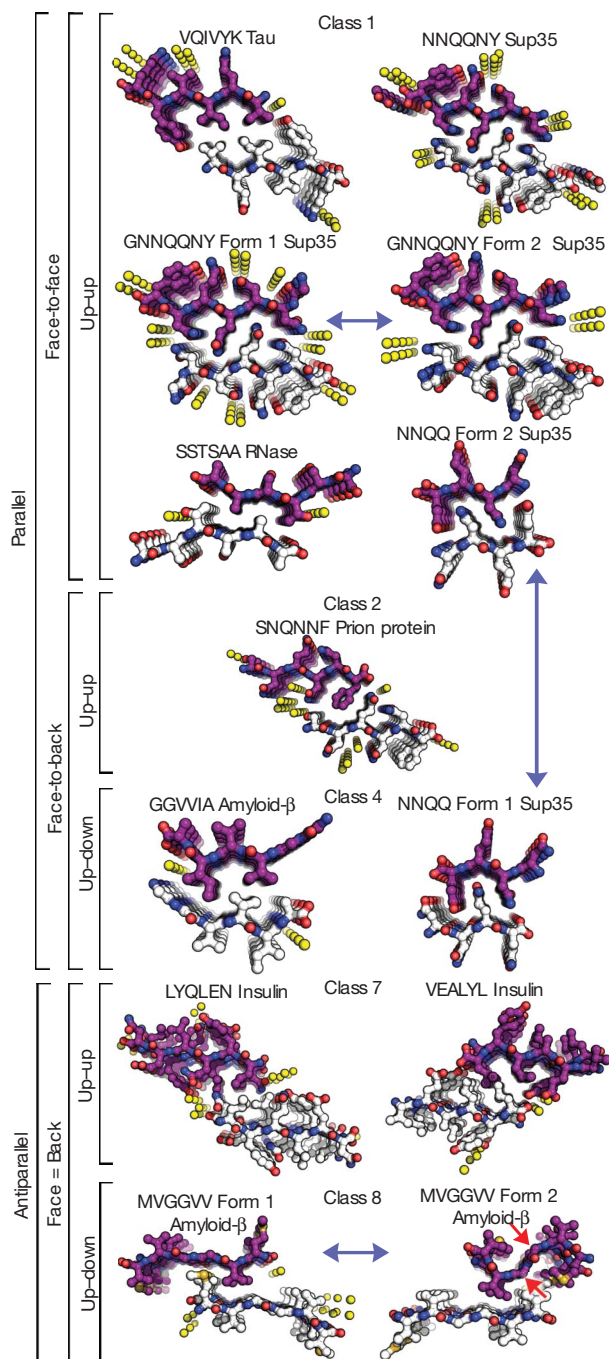 Class 1
VQIVYK Tau
NNQQNY Sup35
GNNQQNY Form 1 Sup35
GNNQQNY Form 2 Sup35
SSTSAA RNase
NNQQ Form 2 Sup35
Class 2
SNQNNF Prion protein
GGVVIA Amyloid-β
Class 4
NNQQ Form 1 Sup35
LYQLEN Insulin
Class 7
VEALYL Insulin
MVGGVV Form 1
Amyloid-β
Class 8
MVGGVV Form 2
Amyloid-β
Parallel
Face-to-face
Up–up
Face-to-back
Up–up
Up–down
Antiparallel
Face = Back
Up–up
Up–down